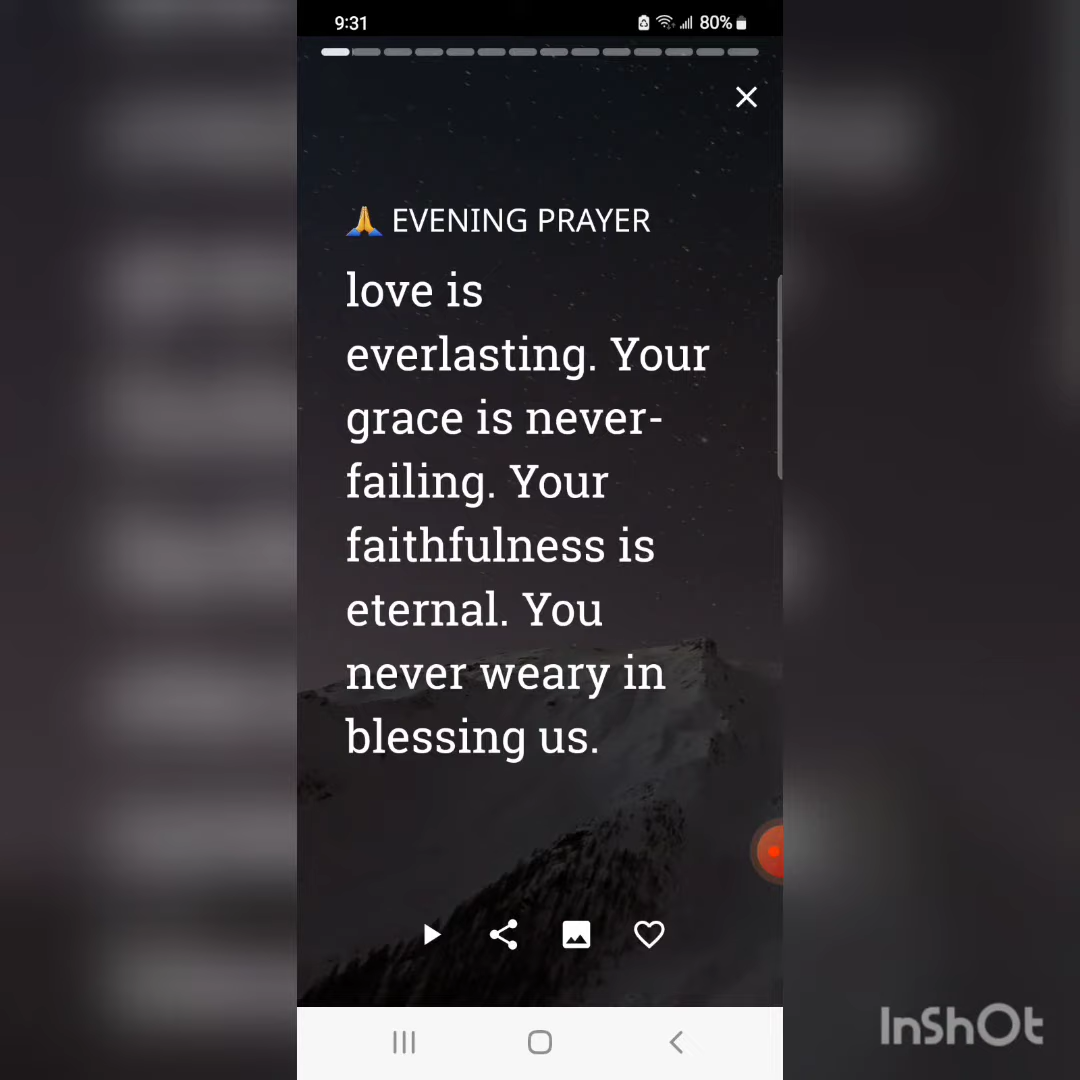 9:31
80%
🙏 EVENING PRAYER
love is
everlasting. Your
grace is never-
failing. Your
faithfulness is
eternal. You
never weary in
blessing us.
InShOt